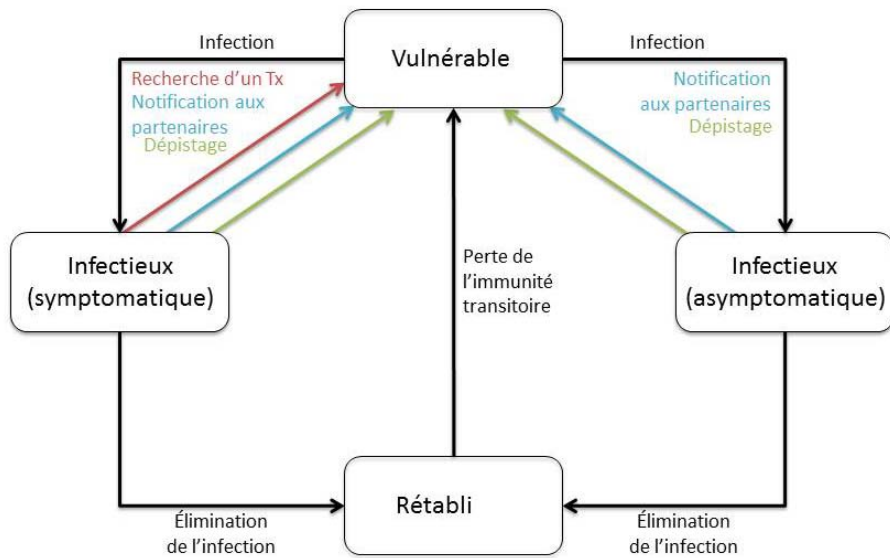 Infection
Vulnérable
Infection
Recherche d'un Tx
Notification aux
partenaires
Dépistage
Notification
aux partenaires
Dépistage
Infectieux
(symptomatique)
Perte de
l'immunité
transitoire
Infectieux
(asymptomatique)
Rétabli
Élimination
de l'infection
Élimination
de l'infection